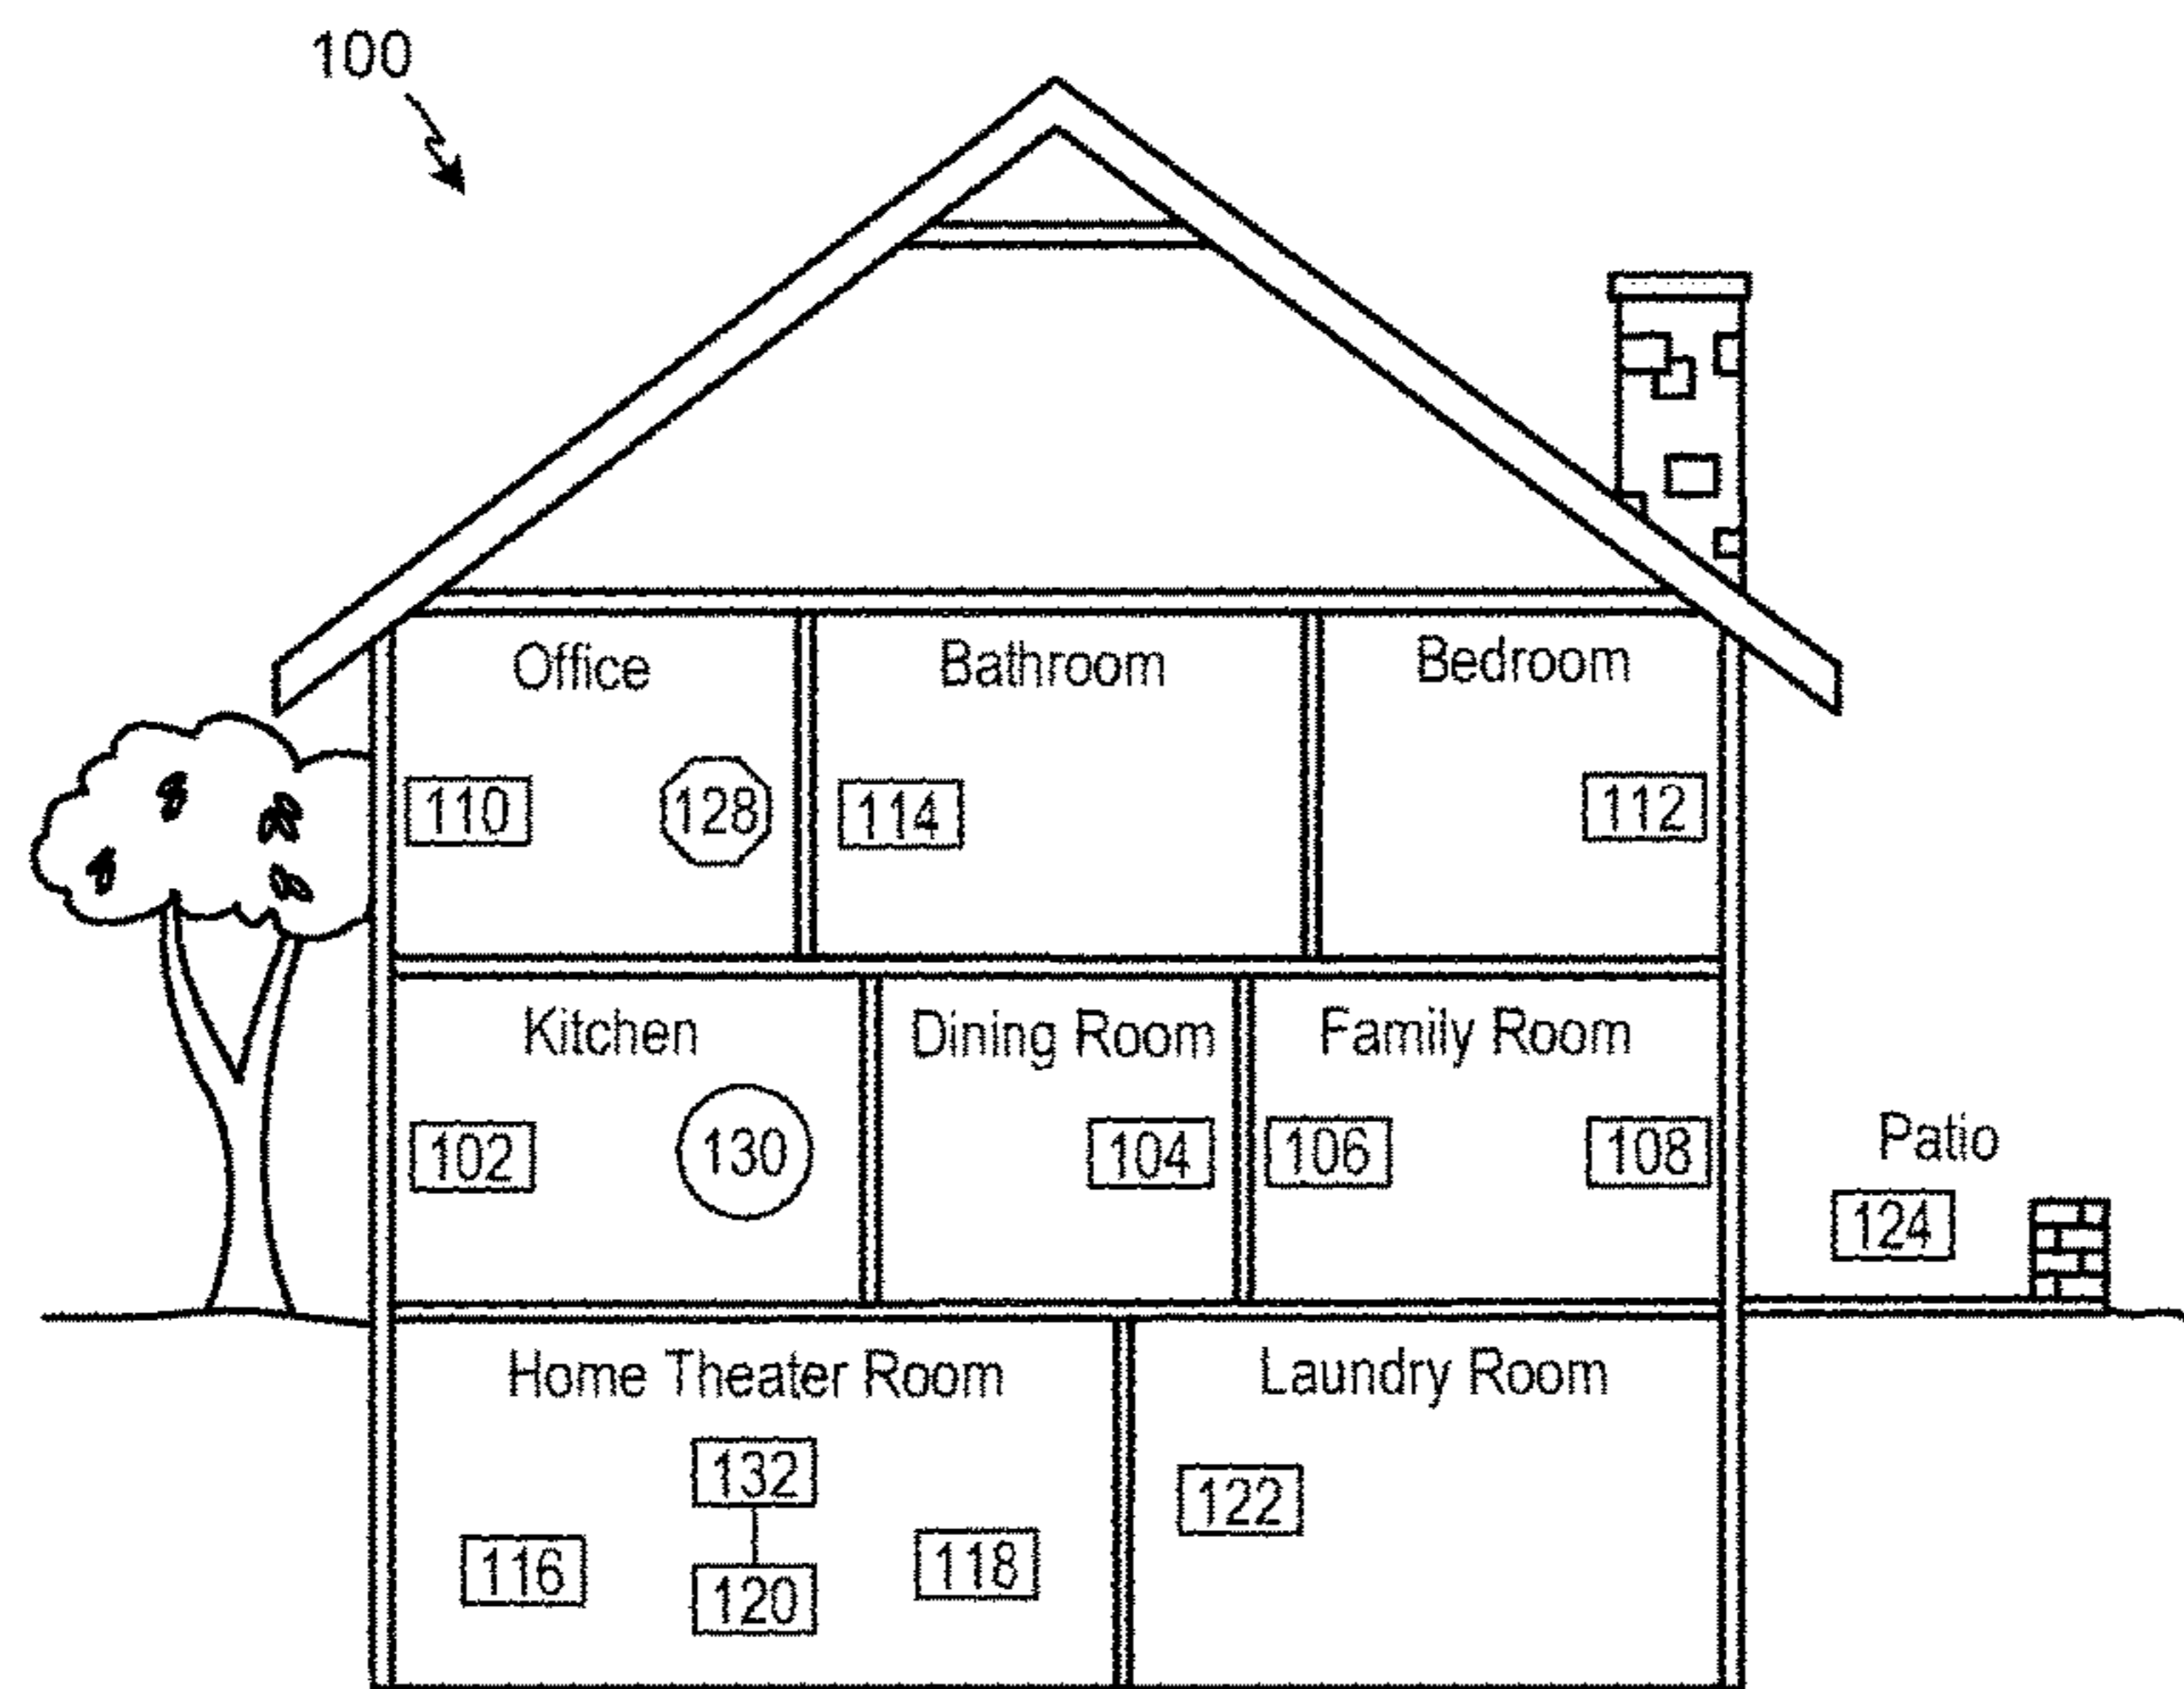 100
Office
Bathroom
Bedroom
110
128
114
112
Kitchen
Dining Room
Family Room
102
130
104
106
108
Patio
124
Home Theater Room
Laundry Room
132
122
116
120
118